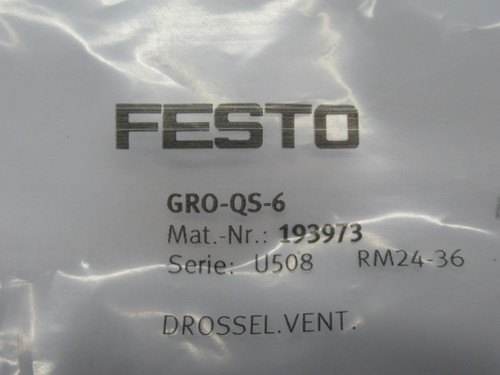 FESTO
GRO-QS-6
Mat.-Nr.: 193973
Serie: U508 RM24-36
DROSSEL.VENT.